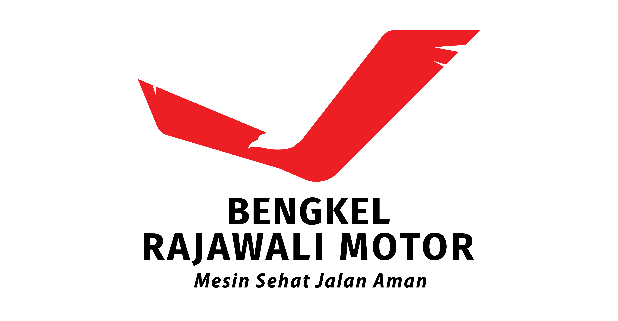 BENGKEL
RAJAWALI MOTOR
Mesin Sehat Jalan Aman